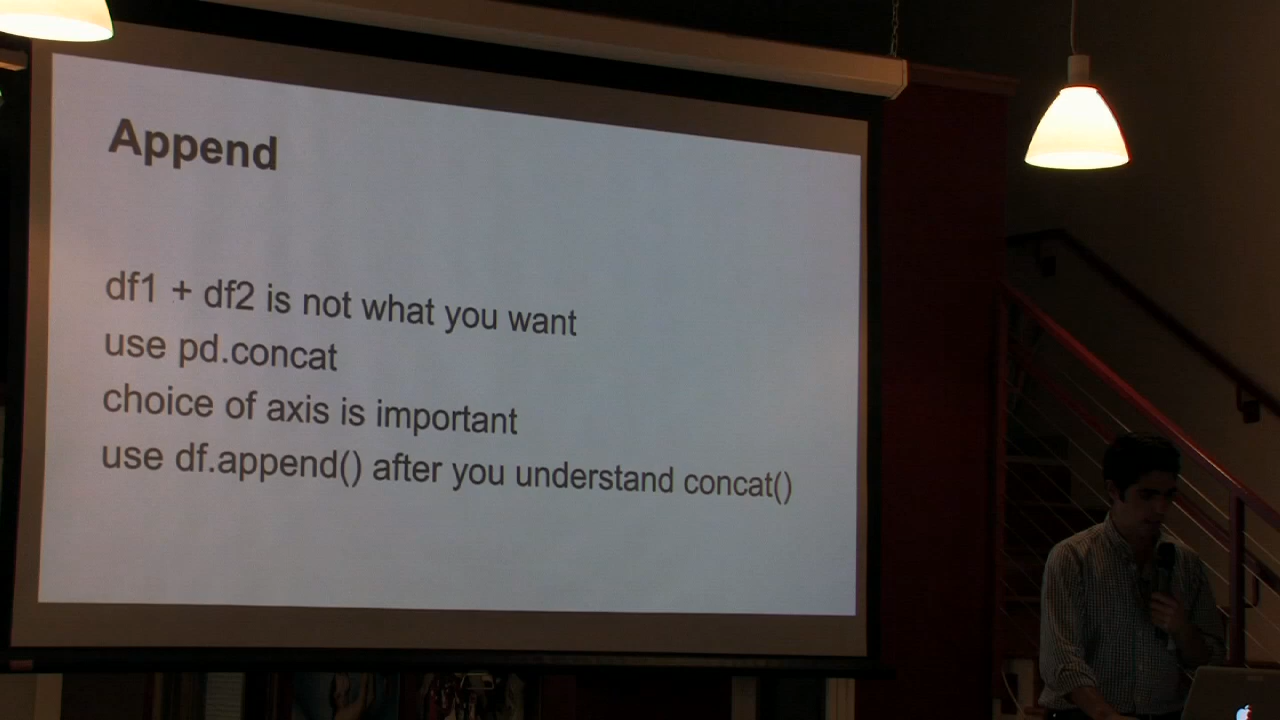 Append
df1 + df2 is not what you want
use pd.concat
choice of axis is important
use df.append() after you understand concat()